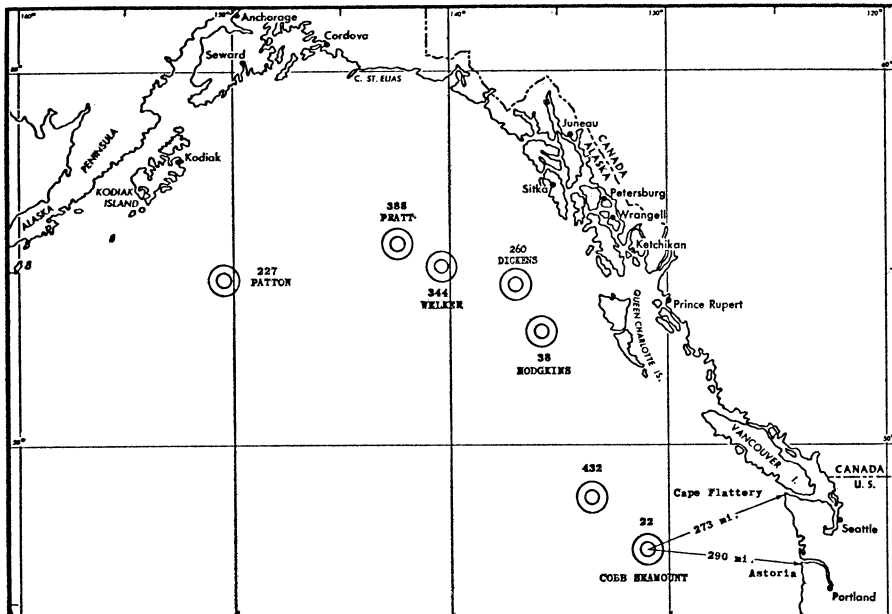 160°
150°
140°
130°
120°
Anchorage
Cordova
Seward
C. ST. ELIAS
60°
Juneau
CANADA
ALASKA
PENINSULA
Kodiak
KODIAK
ISLAND
ALASKA
Sitka
Petersburg
Wrangell
Ketchikan
388
PRATT
260
DICKENS
227
PATTON
344
WELKER
QUEEN CHARLOTTE IS.
Prince Rupert
38
HODGKINS
50°
VANCOUVER
I.
CANADA
U.S.
432
Cape Flattery
22
273 mi.
Seattle
290 mi.
COBB SEAMOUNT
Astoria
Portland